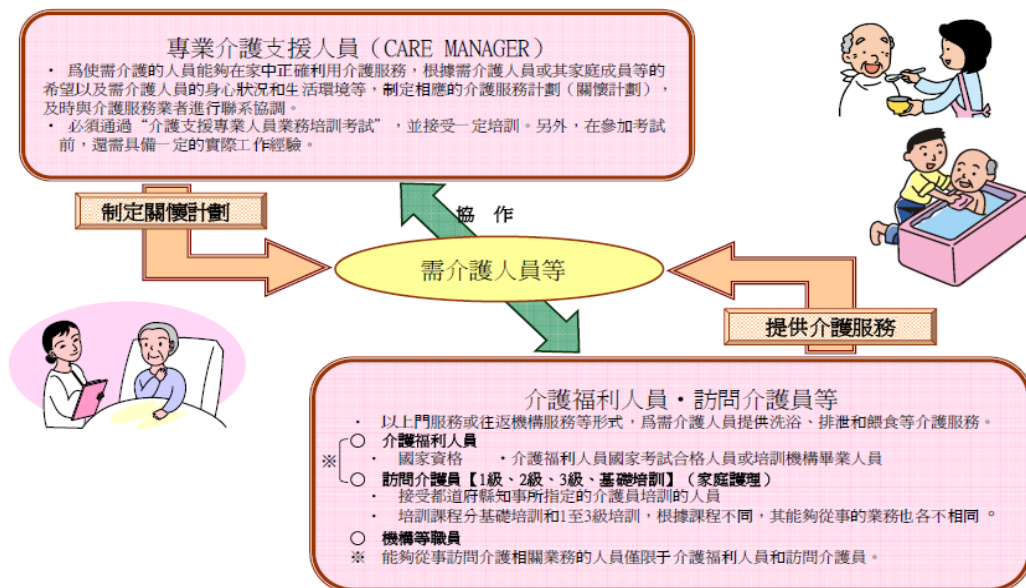 專業介護支援人員（CARE MANAGER）
・ 爲使需介護的人員能夠在家中正確利用介護服務，根據需介護人員或其家庭成員等的
希望以及需介護人員的身心狀況和生活環境等，制定相應的介護服務計劃（關懷計劃），
及時與介護服務業者進行聯系協調。
・ 必須通過“介護支援專業人員業務培訓考試”，並接受一定培訓。另外，在參加考試
前，還需具備一定的實際工作經驗。
制定關懷計劃
協 作
需介護人員等
提供介護服務
介護福利人員・訪問介護員等
・ 以上門服務或往返機構服務等形式，爲需介護人員提供洗浴、排泄和餵食等介護服務。
○ 介護福利人員
※ ・ 國家資格 ・介護福利人員國家考試合格人員或培訓機構畢業人員
○ 訪問介護員【1級、2級、3級、基礎培訓】（家庭護理）
・ 接受都道府縣知事所指定的介護員培訓的人員
・ 培訓課程分基礎培訓和1至3級培訓，根據課程不同，其能夠從事的業務也各不相同。
○ 機構等職員
※ 能夠從事訪問介護相關業務的人員僅限于介護福利人員和訪問介護員。